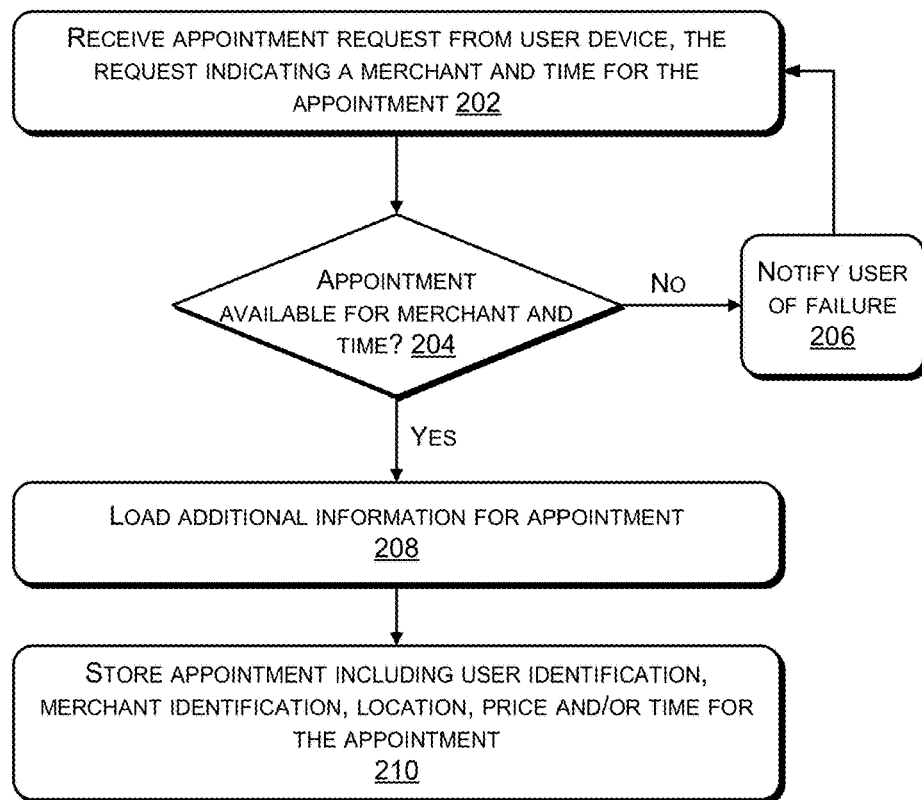 RECEIVE APPOINTMENT REQUEST FROM USER DEVICE, THE
REQUEST INDICATING A MERCHANT AND TIME FOR THE
APPOINTMENT 202
APPOINTMENT
AVAILABLE FOR MERCHANT AND
TIME? 204
NO
NOTIFY USER
OF FAILURE
206
YES
LOAD ADDITIONAL INFORMATION FOR APPOINTMENT
208
STORE APPOINTMENT INCLUDING USER IDENTIFICATION,
MERCHANT IDENTIFICATION, LOCATION, PRICE AND/OR TIME FOR
THE APPOINTMENT
210